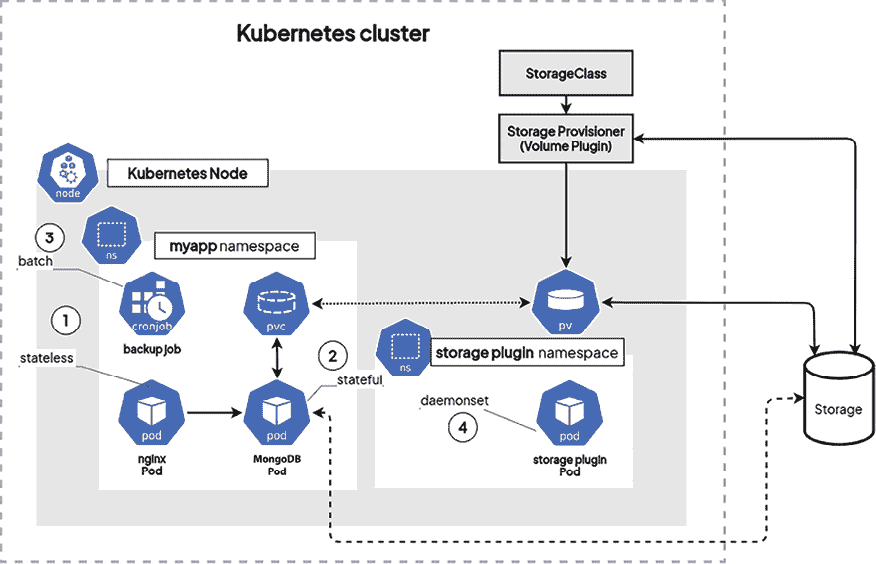 Kubernetes cluster
StorageClass
Storage Provisioner
(Volume Plugin)
node
Kubernetes Node
ns
myapp namespace
3
batch
cronjob
backup job
pvc
pv
1
stateless
2
stateful
ns
storage plugin namespace
daemonset
4
pod
nginx
Pod
pod
MongoDB
Pod
pod
storage plugin
Pod
Storage